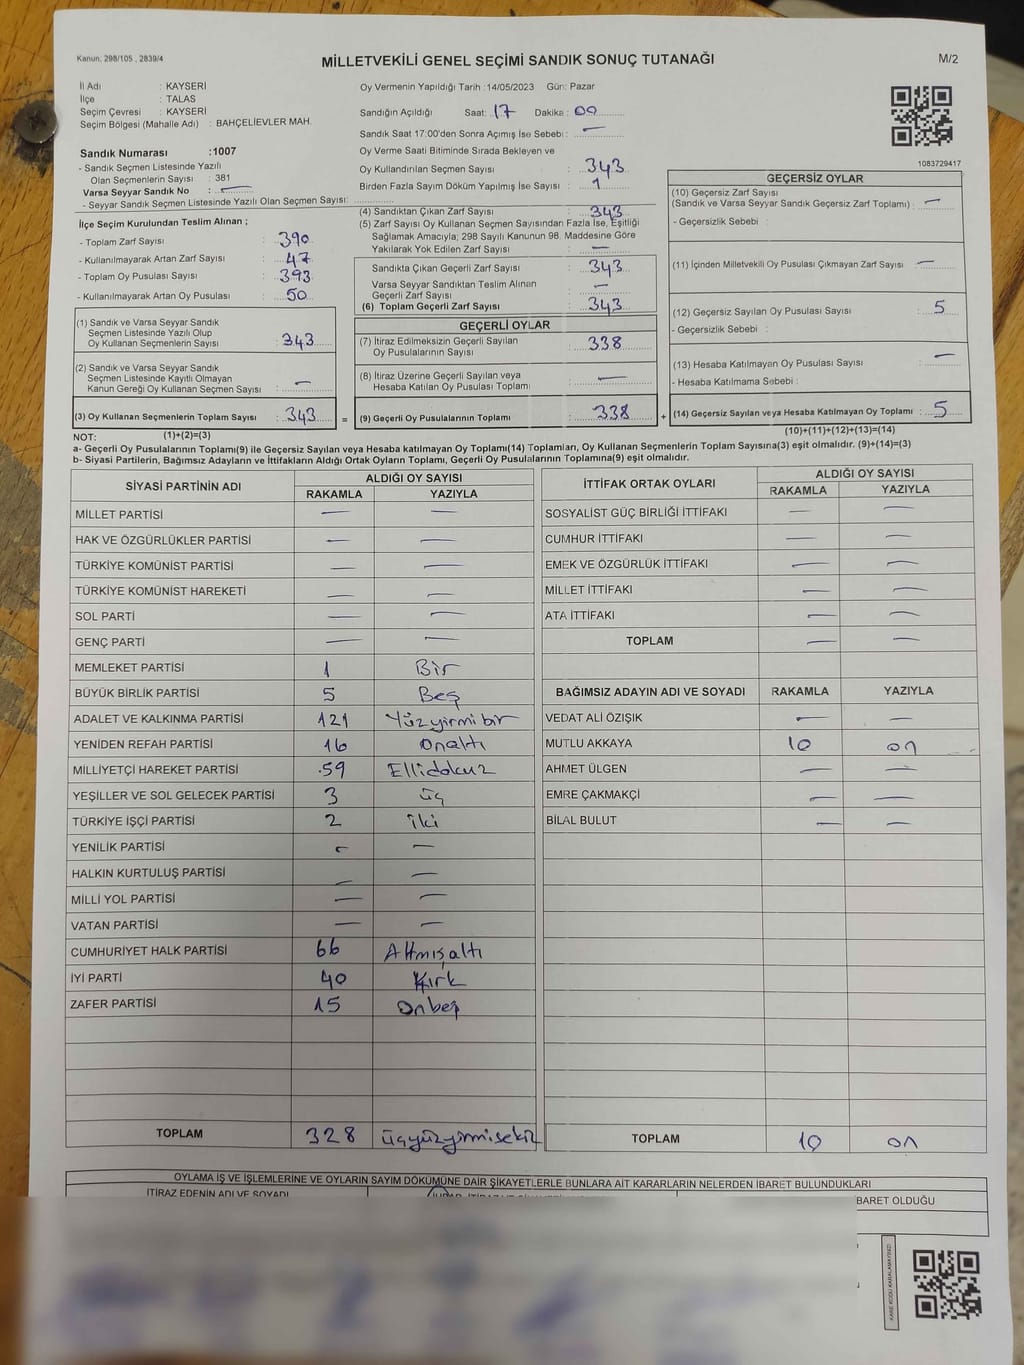 Kanun, 298/105 , 2839/4
MİLLETVEKİLİ GENEL SEÇİMİ SANDIK SONUÇ TUTANAĞI
M/2
İl Adı : KAYSERİ
İlçe : TALAS
Seçim Çevresi : KAYSERİ
Seçim Bölgesi (Mahalle Adı) : BAHÇELİEVLER MAH.
Oy Vermenin Yapıldığı Tarih :14/05/2023 Gün: Pazar
Sandığın Açıldığı Saat: 17 Dakika: 00
Sandık Saat 17:00'den Sonra Açımış İse Sebebi : —
Oy Verme Saati Bitiminde Sırada Bekleyen ve
Oy Kullandırılan Seçmen Sayısı : 343
Birden Fazla Sayım Döküm Yapılmış İse Sayısı : 1
1083729417
Sandık Numarası :1007
- Sandık Seçmen Listesinde Yazılı
Olan Seçmenlerin Sayısı : 381
Varsa Seyyar Sandık No : —
- Seyyar Sandık Seçmen Listesinde Yazılı Olan Seçmen Sayısı:
İlçe Seçim Kurulundan Teslim Alınan ;
- Toplam Zarf Sayısı : 390
- Kullanılmayarak Artan Zarf Sayısı : 47
- Toplam Oy Pusulası Sayısı : 393
- Kullanılmayarak Artan Oy Pusulası : 50
(1) Sandık ve Varsa Seyyar Sandık
Seçmen Listesinde Yazılı Olup
Oy Kullanan Seçmenlerin Sayısı : 343
(2) Sandık ve Varsa Seyyar Sandık
Seçmen Listesinde Kayıtlı Olmayan
Kanun Gereği Oy Kullanan Seçmen Sayısı : —
(3) Oy Kullanan Seçmenlerin Toplam Sayısı : 343 =
(4) Sandıktan Çıkan Zarf Sayısı : 343
(5) Zarf Sayısı Oy Kullanan Seçmen Sayısından Fazla İse, Eşitliği
Sağlamak Amacıyla; 298 Sayılı Kanunun 98. Maddesine Göre
Yakılarak Yok Edilen Zarf Sayısı : —
Sandıkta Çıkan Geçerli Zarf Sayısı : 343
Varsa Seyyar Sandıktan Teslim Alınan
Geçerli Zarf Sayısı : —
(6) Toplam Geçerli Zarf Sayısı : 343
GEÇERLİ OYLAR
(7) İtiraz Edilmeksizin Geçerli Sayılan
Oy Pusulalarının Sayısı : 338
(8) İtiraz Üzerine Geçerli Sayılan veya
Hesaba Katılan Oy Pusulası Toplamı : —
(9) Geçerli Oy Pusulalarının Toplamı : 338 +
GEÇERSİZ OYLAR
(10) Geçersiz Zarf Sayısı
(Sandık ve Varsa Seyyar Sandık Geçersiz Zarf Toplamı) : —
- Geçersizlik Sebebi :
(11) İçinden Milletvekili Oy Pusulası Çıkmayan Zarf Sayısı : —
(12) Geçersiz Sayılan Oy Pusulası Sayısı : 5
- Geçersizlik Sebebi :
(13) Hesaba Katılmayan Oy Pusulası Sayısı : —
- Hesaba Katılmama Sebebi :
(14) Geçersiz Sayılan veya Hesaba Katılmayan Oy Toplamı : 5
(10)+(11)+(12)+(13)=(14)
NOT: (1)+(2)=(3)
a- Geçerli Oy Pusulalarının Toplamı(9) ile Geçersiz Sayılan veya Hesaba katılmayan Oy Toplamı(14) Toplamları, Oy Kullanan Seçmenlerin Toplam Sayısına(3) eşit olmalıdır. (9)+(14)=(3)
b- Siyasi Partilerin, Bağımsız Adayların ve İttifakların Aldığı Ortak Oyların Toplamı, Geçerli Oy Pusulalarının Toplamına(9) eşit olmalıdır.
SİYASİ PARTİNİN ADI ALDIĞI OY SAYISI
RAKAMLA YAZIYLA
MİLLET PARTİSİ — —
HAK VE ÖZGÜRLÜKLER PARTİSİ — —
TÜRKİYE KOMÜNİST PARTİSİ — —
TÜRKİYE KOMÜNİST HAREKETİ — —
SOL PARTİ — —
GENÇ PARTİ — —
MEMLEKET PARTİSİ 1 Bir
BÜYÜK BİRLİK PARTİSİ 5 Beş
ADALET VE KALKINMA PARTİSİ 121 Yüzyirmibir
YENİDEN REFAH PARTİSİ 16 Onaltı
MİLLİYETÇİ HAREKET PARTİSİ 59 Ellidokuz
YEŞİLLER VE SOL GELECEK PARTİSİ 3 üç
TÜRKİYE İŞÇİ PARTİSİ 2 iki
YENİLİK PARTİSİ — —
HALKIN KURTULUŞ PARTİSİ — —
MİLLİ YOL PARTİSİ — —
VATAN PARTİSİ — —
CUMHURİYET HALK PARTİSİ 66 Altmışaltı
İYİ PARTİ 40 Kırk
ZAFER PARTİSİ 15 Onbeş
TOPLAM 328 üçyüzyirmisekiz
İTTİFAK ORTAK OYLARI ALDIĞI OY SAYISI
RAKAMLA YAZIYLA
SOSYALİST GÜÇ BİRLİĞİ İTTİFAKI — —
CUMHUR İTTİFAKI — —
EMEK VE ÖZGÜRLÜK İTTİFAKI — —
MİLLET İTTİFAKI — —
ATA İTTİFAKI — —
TOPLAM — —
BAĞIMSIZ ADAYIN ADI VE SOYADI RAKAMLA YAZIYLA
VEDAT ALİ ÖZIŞIK — —
MUTLU AKKAYA 10 on
AHMET ÜLGEN — —
EMRE ÇAKMAKÇİ — —
BİLAL BULUT — —
TOPLAM 10 on
OYLAMA İŞ VE İŞLEMLERİNE VE OYLARIN SAYIM DÖKÜMÜNE DAİR ŞİKAYETLERLE BUNLARA AİT KARARLARIN NELERDEN İBARET BULUNDUKLARI
İTİRAZ EDENİN ADI VE SOYADI
BARET OLDUĞU